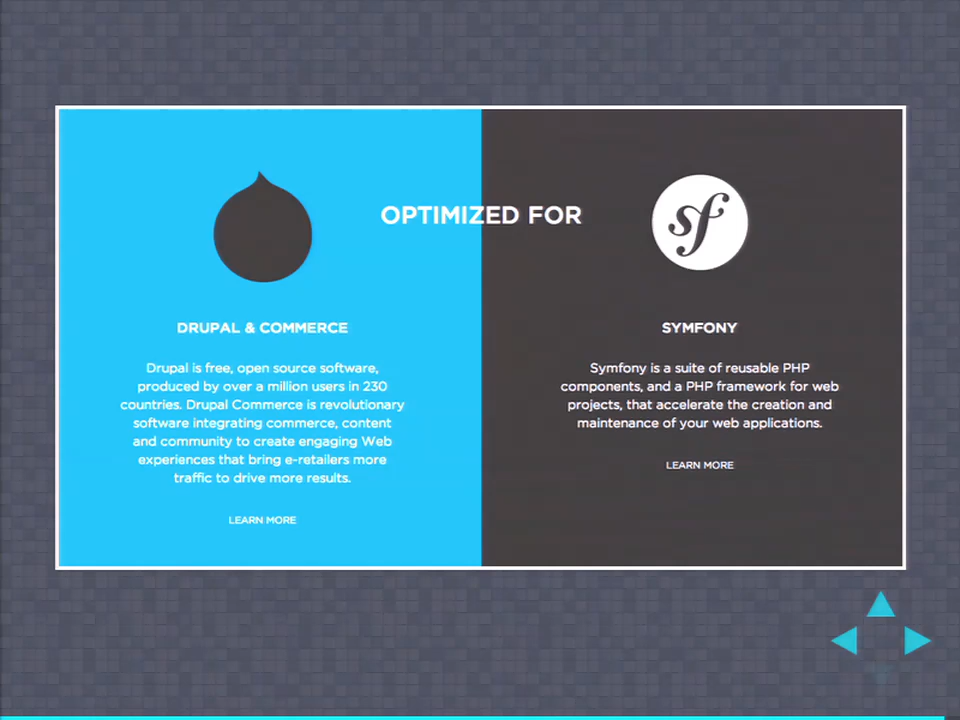 OPTIMIZED FOR
sf
DRUPAL & COMMERCE
Drupal is free, open source software,
produced by over a million users in 230
countries. Drupal Commerce is revolutionary
software integrating commerce, content
and community to create engaging Web
experiences that bring e-retailers more
traffic to drive more results.
LEARN MORE
SYMFONY
Symfony is a suite of reusable PHP
components, and a PHP framework for web
projects, that accelerate the creation and
maintenance of your web applications.
LEARN MORE